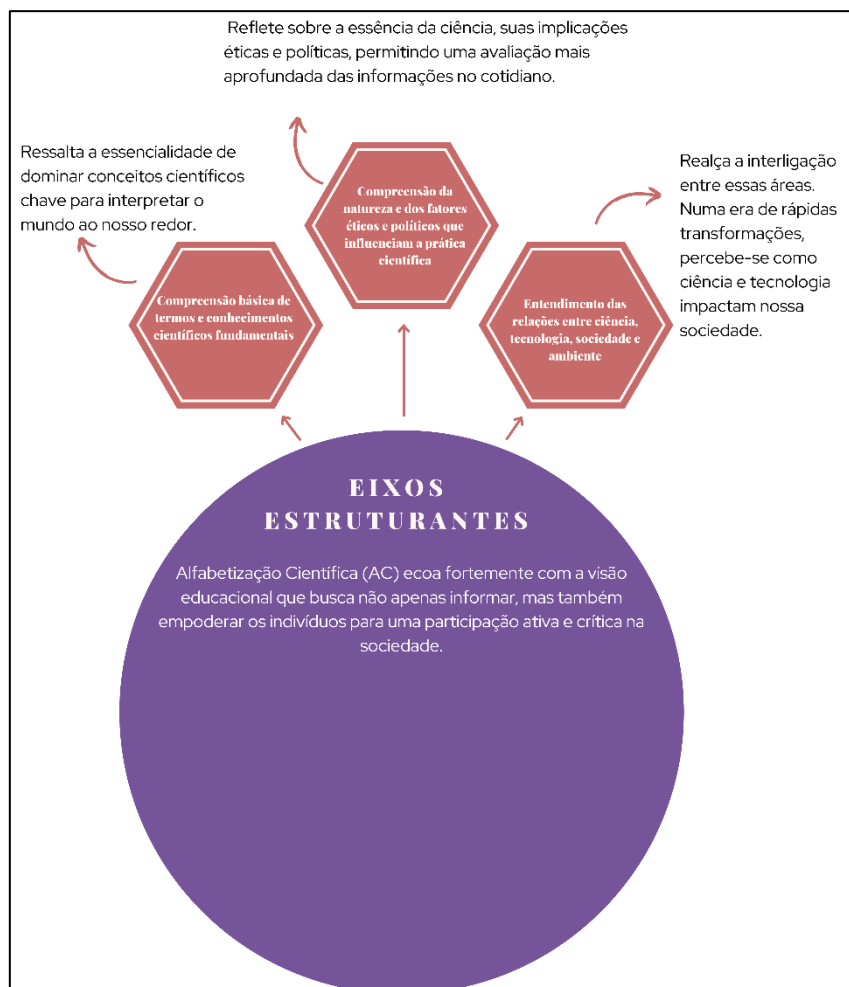 Reflete sobre a essência da ciência, suas implicações
éticas e políticas, permitindo uma avaliação mais
aprofundada das informações no cotidiano.
Ressalta a essencialidade de
dominar conceitos científicos
chave para interpretar o
mundo ao nosso redor.
Compreensão da
natureza e dos fatores
éticos e políticos que
influenciam a prática
científica
Realça a interligação
entre essas áreas.
Numa era de rápidas
transformações,
percebe-se como
ciência e tecnologia
impactam nossa
sociedade.
Compreensão básica de
termos e conhecimentos
científicos fundamentais
Entendimento das
relações entre ciência,
tecnologia, sociedade e
ambiente
EIXOS
ESTRUTURANTES
Alfabetização Científica (AC) ecoa fortemente com a visão
educacional que busca não apenas informar, mas também
empoderar os indivíduos para uma participação ativa e crítica na
sociedade.